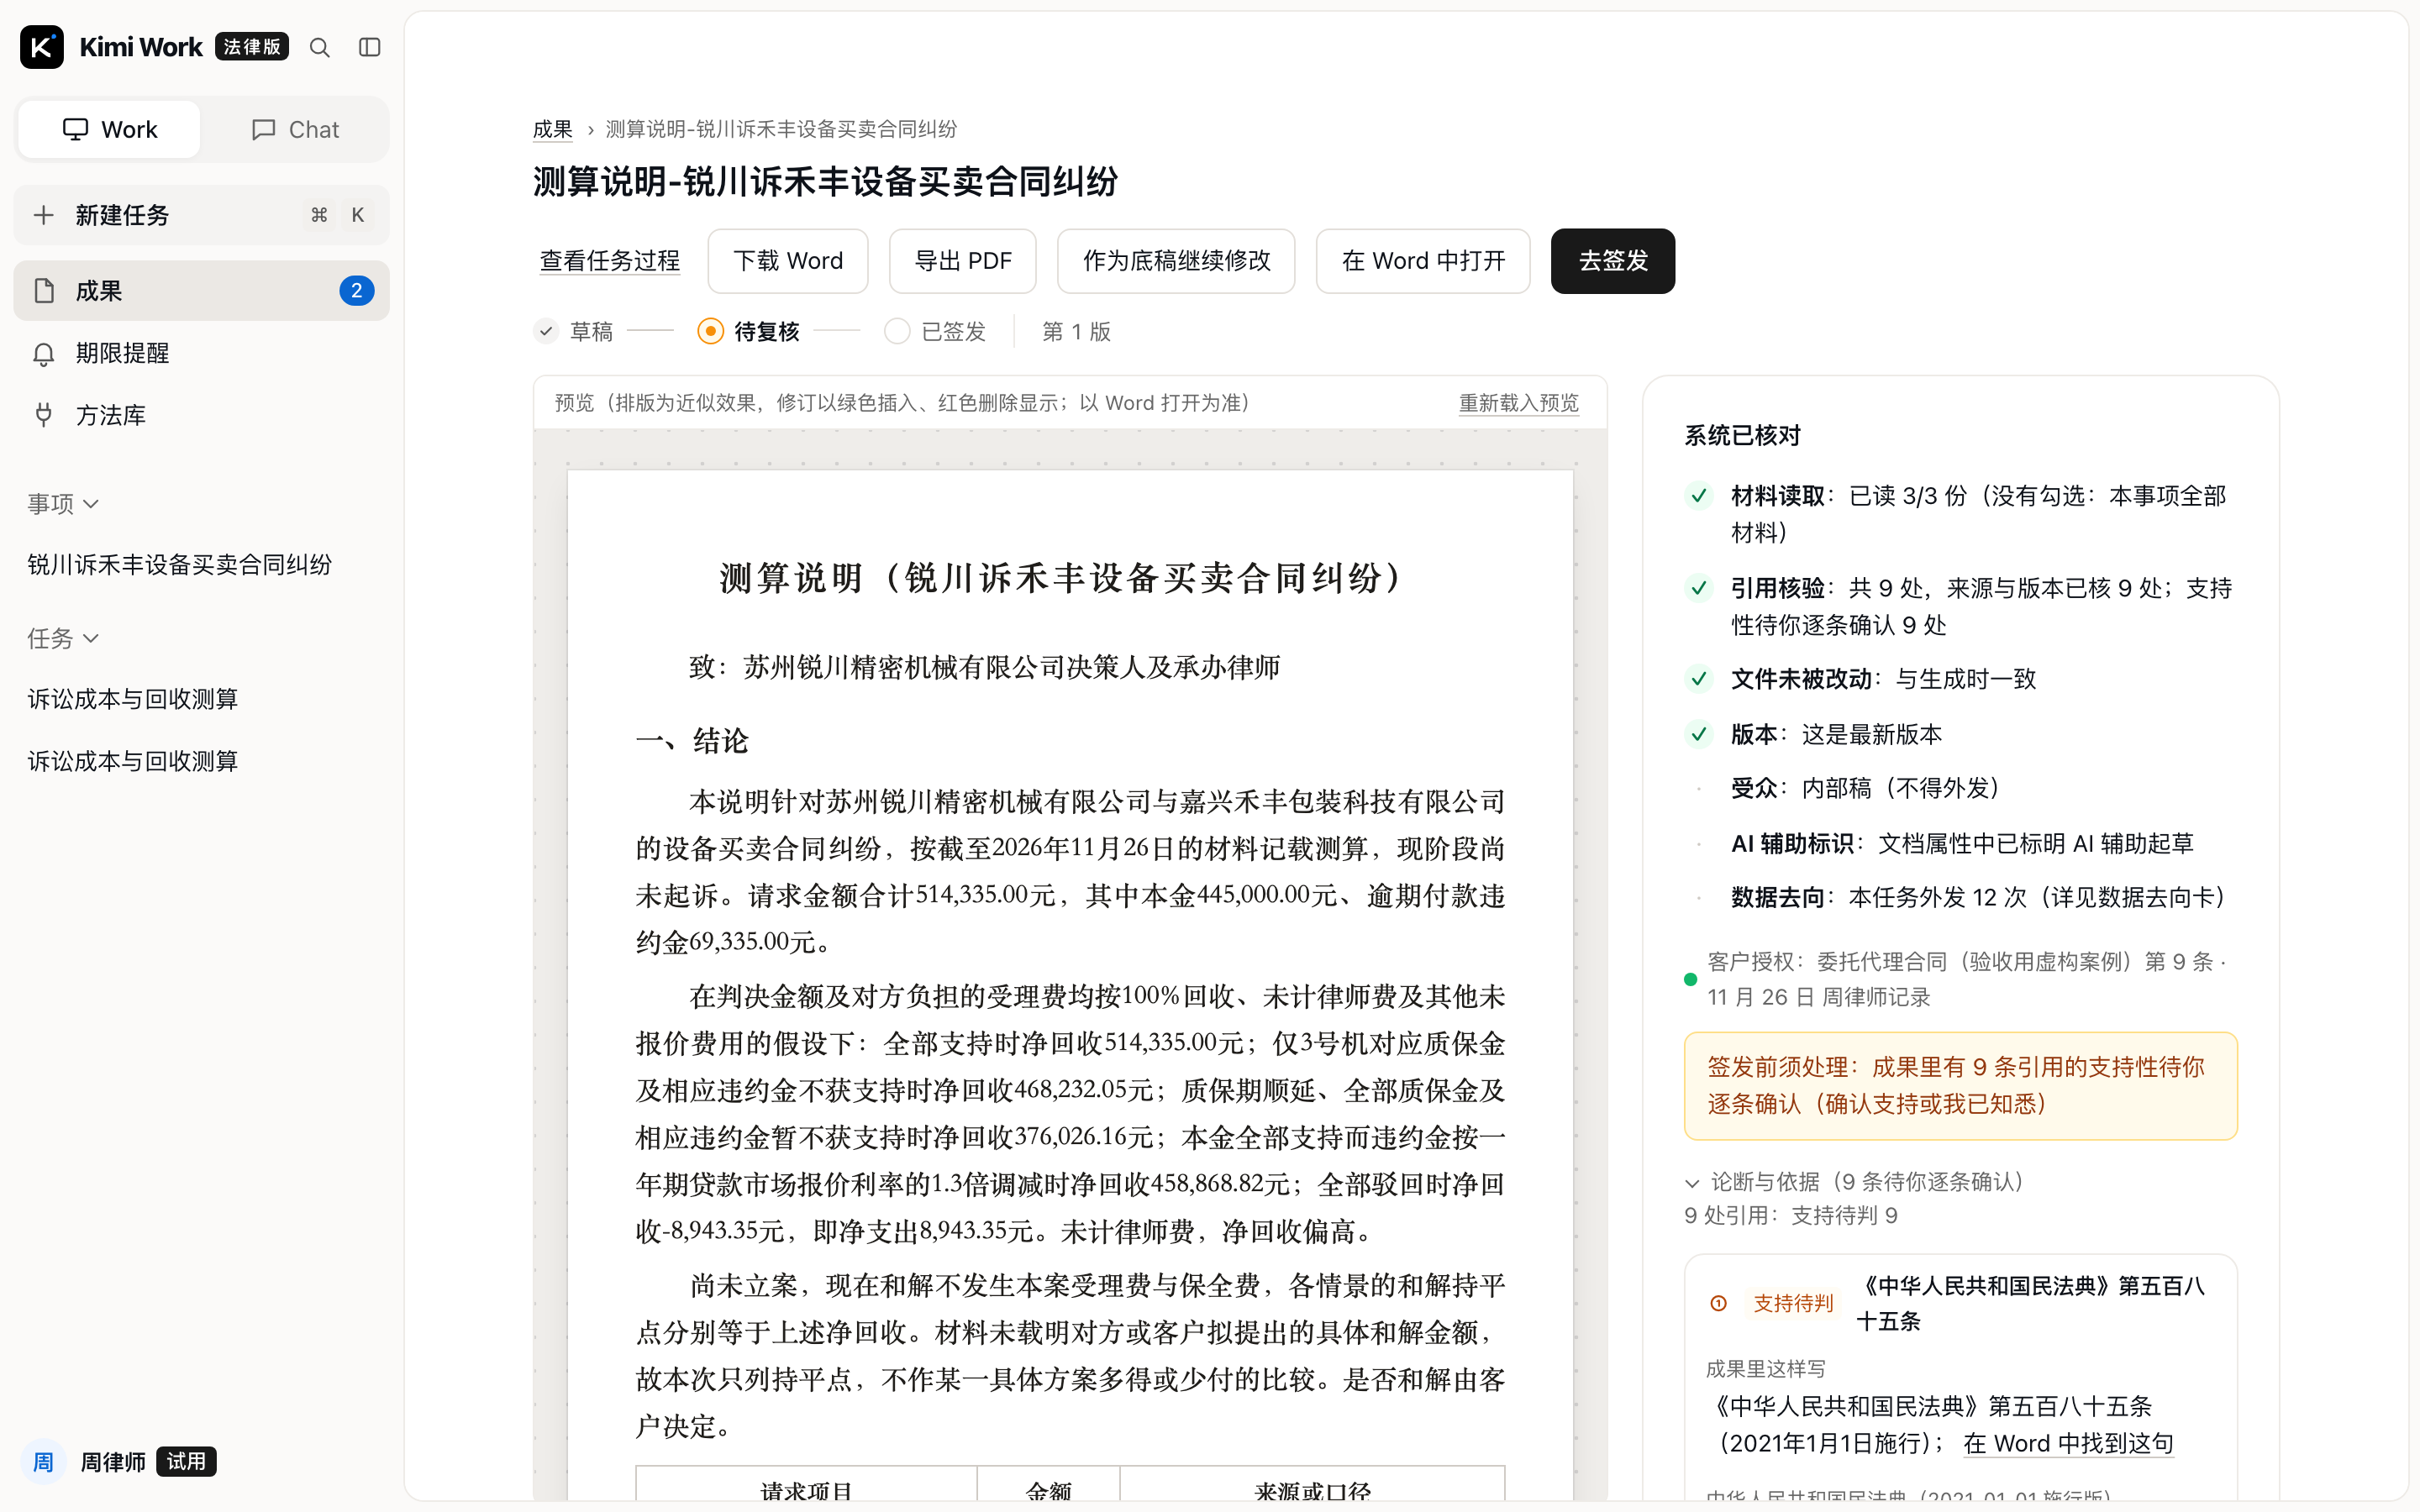 Kimi Work 法律版
Work
Chat
新建任务 ⌘ K
成果 2
期限提醒
方法库
事项
锐川诉禾丰设备买卖合同纠纷
任务
诉讼成本与回收测算
诉讼成本与回收测算
周 周律师 试用
成果 › 测算说明-锐川诉禾丰设备买卖合同纠纷
测算说明-锐川诉禾丰设备买卖合同纠纷
查看任务过程 下载 Word 导出 PDF 作为底稿继续修改 在 Word 中打开 去签发
草稿 待复核 已签发 第 1 版
预览（排版为近似效果，修订以绿色插入、红色删除显示；以 Word 打开为准） 重新载入预览
测算说明（锐川诉禾丰设备买卖合同纠纷）
致：苏州锐川精密机械有限公司决策人及承办律师
一、结论
本说明针对苏州锐川精密机械有限公司与嘉兴禾丰包装科技有限公司
的设备买卖合同纠纷，按截至2026年11月26日的材料记载测算，现阶段尚
未起诉。请求金额合计514,335.00元，其中本金445,000.00元、逾期付款违
约金69,335.00元。
在判决金额及对方负担的受理费均按100%回收、未计律师费及其他未
报价费用的假设下：全部支持时净回收514,335.00元；仅3号机对应质保金
及相应违约金不获支持时净回收468,232.05元；质保期顺延、全部质保金及
相应违约金暂不获支持时净回收376,026.16元；本金全部支持而违约金按一
年期贷款市场报价利率的1.3倍调减时净回收458,868.82元；全部驳回时净回
收-8,943.35元，即净支出8,943.35元。未计律师费，净回收偏高。
尚未立案，现在和解不发生本案受理费与保全费，各情景的和解持平
点分别等于上述净回收。材料未载明对方或客户拟提出的具体和解金额，
故本次只列持平点，不作某一具体方案多得或少付的比较。是否和解由客
户决定。
请求项目 金额 来源或口径
系统已核对
材料读取：已读 3/3 份（没有勾选：本事项全部
材料）
引用核验：共 9 处，来源与版本已核 9 处；支持
性待你逐条确认 9 处
文件未被改动：与生成时一致
版本：这是最新版本
受众：内部稿（不得外发）
AI 辅助标识：文档属性中已标明 AI 辅助起草
数据去向：本任务外发 12 次（详见数据去向卡）
客户授权：委托代理合同（验收用虚构案例）第 9 条 ·
11 月 26 日 周律师记录
签发前须处理：成果里有 9 条引用的支持性待你
逐条确认（确认支持或我已知悉）
论断与依据（9 条待你逐条确认）
9 处引用：支持待判 9
① 支持待判 《中华人民共和国民法典》第五百八
十五条
成果里这样写
《中华人民共和国民法典》第五百八十五条
（2021年1月1日施行）； 在 Word 中找到这句
中华人民共和国民法典（2021-01-01 施行版）